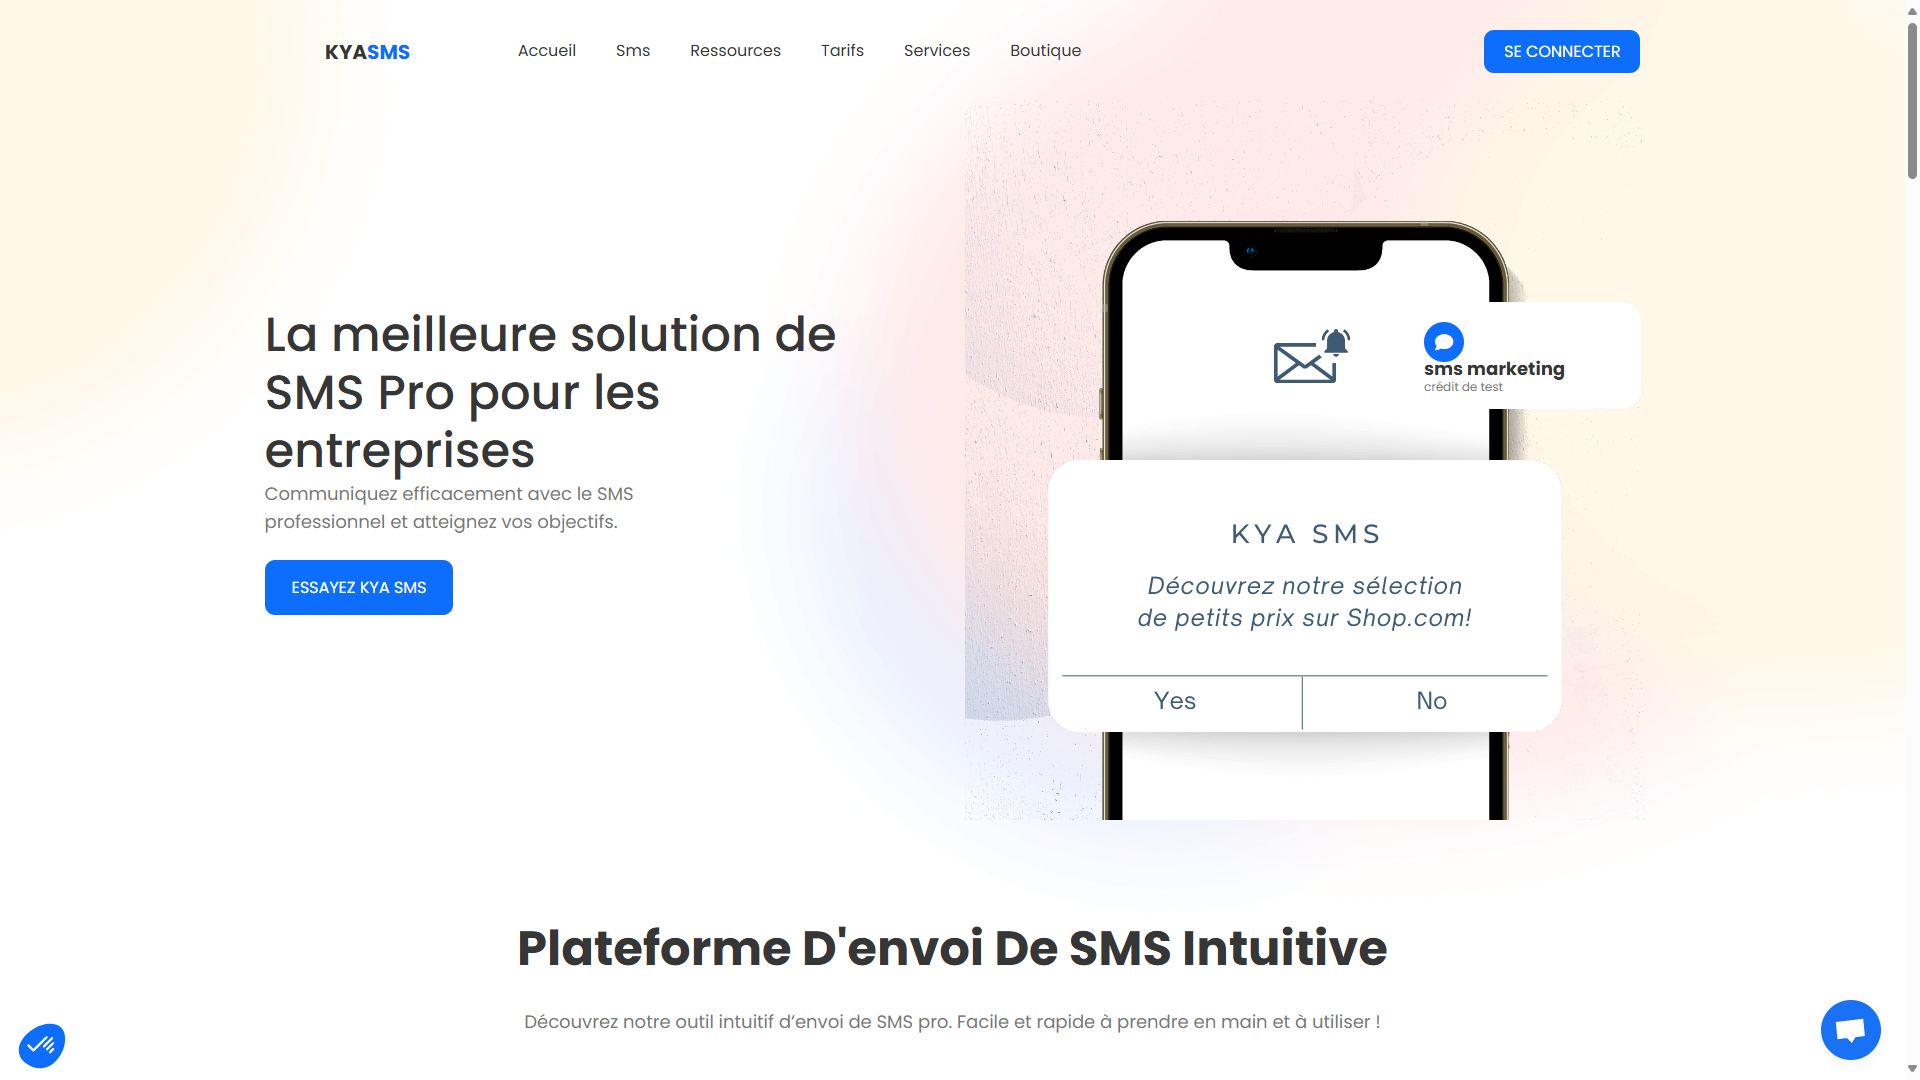 KYASMS
Accueil
Sms
Ressources
Tarifs
Services
Boutique
SE CONNECTER
La meilleure solution de
SMS Pro pour les
entreprises
Communiquez efficacement avec le SMS
professionnel et atteignez vos objectifs.
ESSAYEZ KYA SMS
sms marketing
crédit de test
KYA SMS
Découvrez notre sélection
de petits prix sur Shop.com!
Yes
No
Plateforme D'envoi De SMS Intuitive
Découvrez notre outil intuitif d’envoi de SMS pro. Facile et rapide à prendre en main et à utiliser !